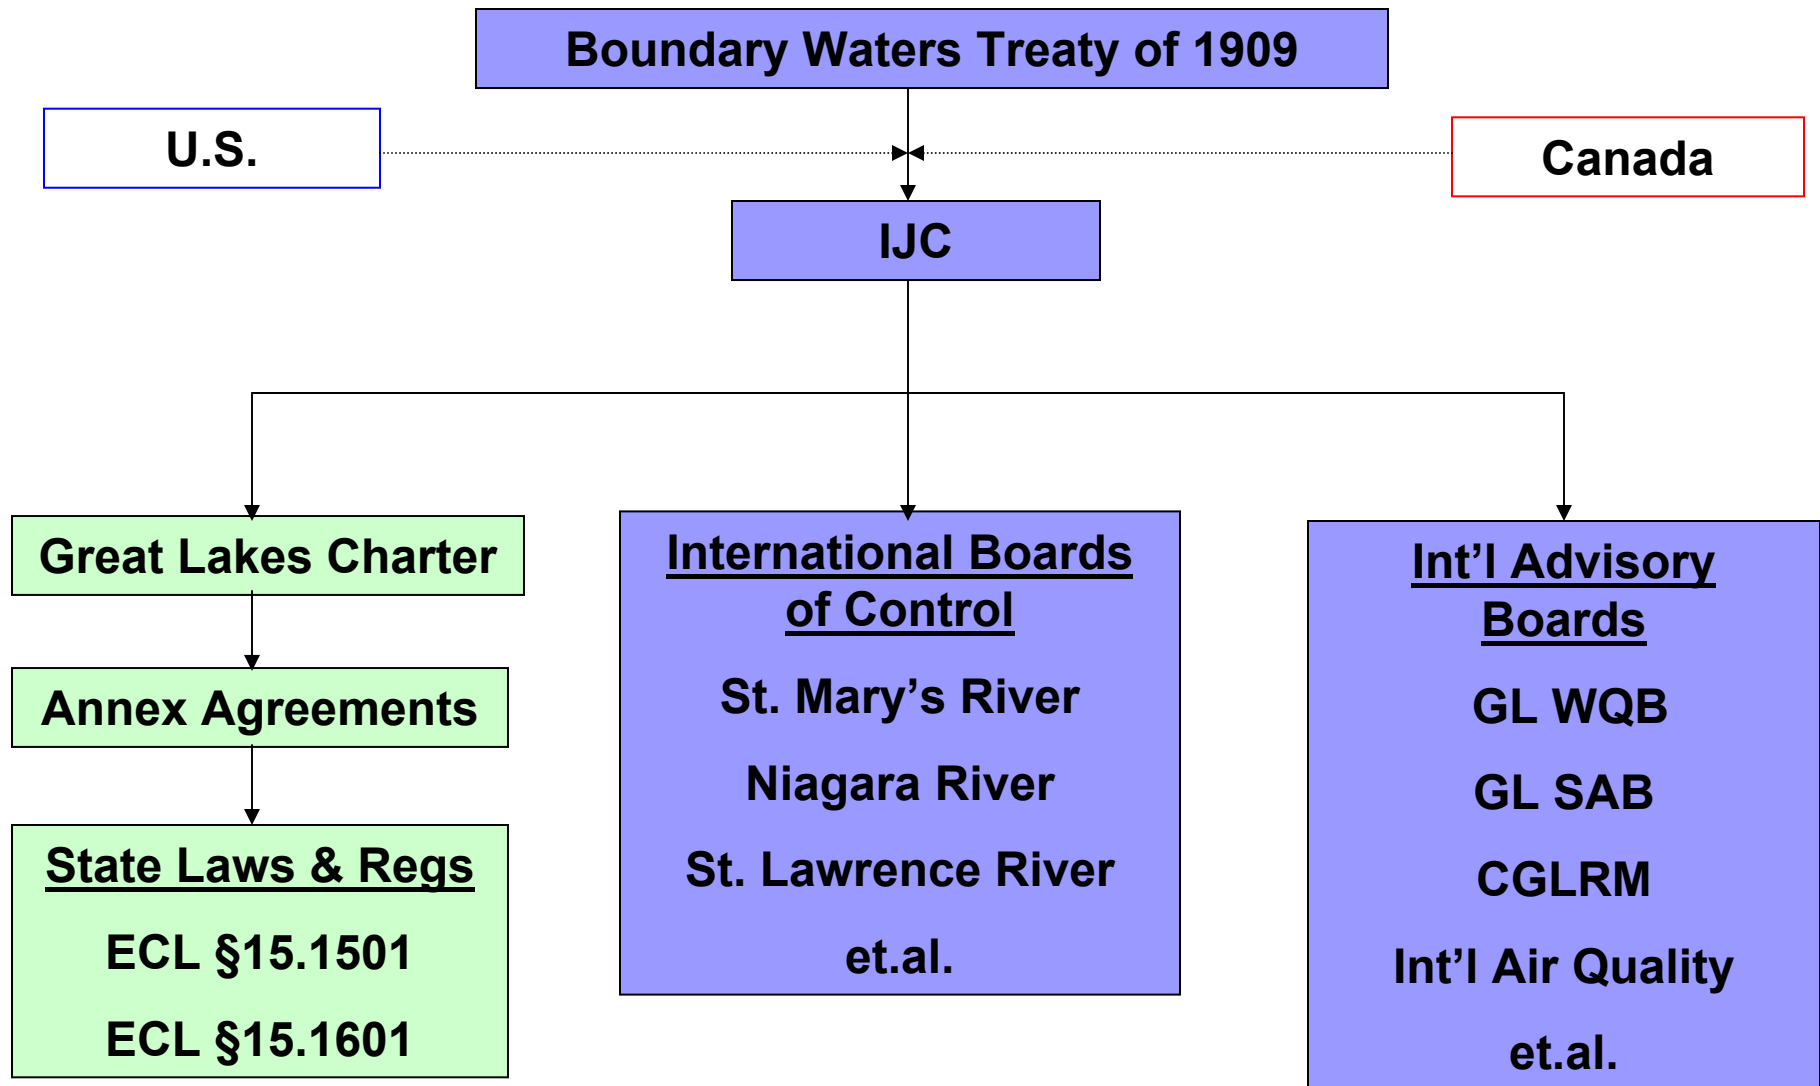 Boundary Waters Treaty of 1909
U.S.
Canada
IJC
Great Lakes Charter
Annex Agreements
State Laws & Regs
ECL §15.1501
ECL §15.1601
International Boards
of Control
St. Mary’s River
Niagara River
St. Lawrence River
et.al.
Int’l Advisory
Boards
GL WQB
GL SAB
CGLRM
Int’l Air Quality
et.al.